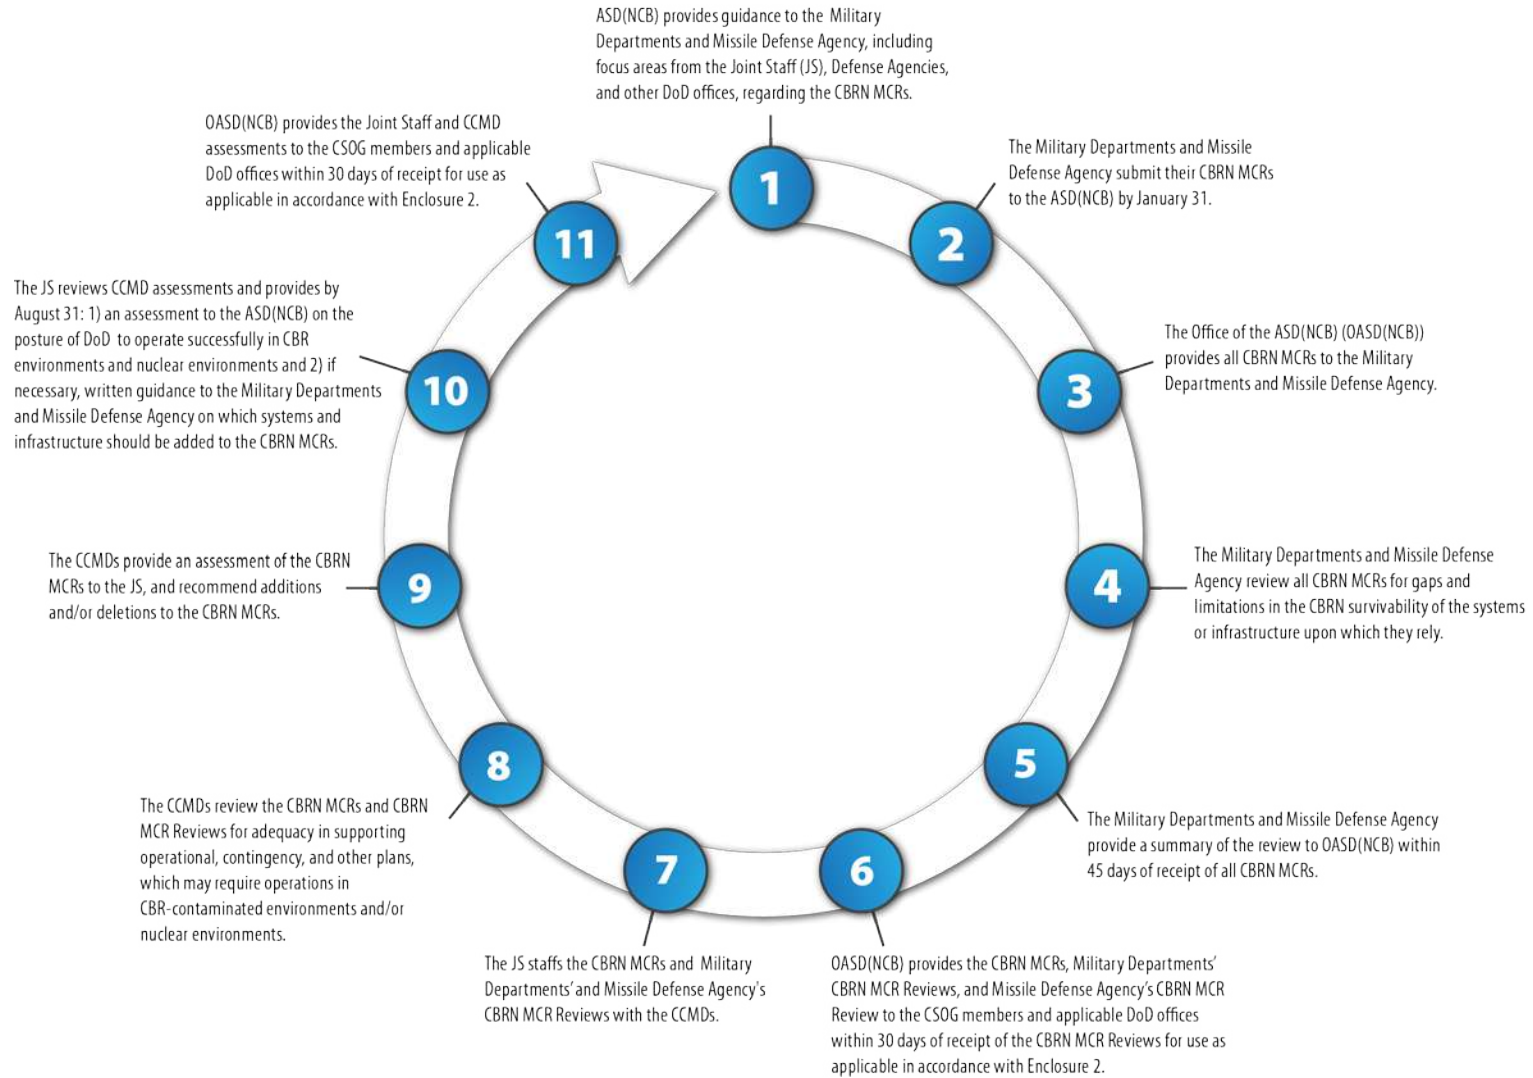 ASD(NCB) provides guidance to the Military
Departments and Missile Defense Agency, including
focus areas from the Joint Staff (JS), Defense Agencies,
and other DoD offices, regarding the CBRN MCRs.
1
The Military Departments and Missile
Defense Agency submit their CBRN MCRs
to the ASD(NCB) by January 31.
2
The Office of the ASD(NCB) (OASD(NCB))
provides all CBRN MCRs to the Military
Departments and Missile Defense Agency.
3
The Military Departments and Missile Defense
Agency review all CBRN MCRs for gaps and
limitations in the CBRN survivability of the systems
or infrastructure upon which they rely.
4
The Military Departments and Missile Defense Agency
provide a summary of the review to OASD(NCB) within
45 days of receipt of all CBRN MCRs.
5
OASD(NCB) provides the CBRN MCRs, Military Departments’
CBRN MCR Reviews, and Missile Defense Agency’s CBRN MCR
Review to the CSOG members and applicable DoD offices
within 30 days of receipt of the CBRN MCR Reviews for use as
applicable in accordance with Enclosure 2.
6
The JS staffs the CBRN MCRs and Military
Departments’ and Missile Defense Agency's
CBRN MCR Reviews with the CCMDs.
7
The CCMDs review the CBRN MCRs and CBRN
MCR Reviews for adequacy in supporting
operational, contingency, and other plans,
which may require operations in
CBR-contaminated environments and/or
nuclear environments.
8
The CCMDs provide an assessment of the CBRN
MCRs to the JS, and recommend additions
and/or deletions to the CBRN MCRs.
9
The JS reviews CCMD assessments and provides by
August 31: 1) an assessment to the ASD(NCB) on the
posture of DoD to operate successfully in CBR
environments and nuclear environments and 2) if
necessary, written guidance to the Military Departments
and Missile Defense Agency on which systems and
infrastructure should be added to the CBRN MCRs.
10
OASD(NCB) provides the Joint Staff and CCMD
assessments to the CSOG members and applicable
DoD offices within 30 days of receipt for use as
applicable in accordance with Enclosure 2.
11